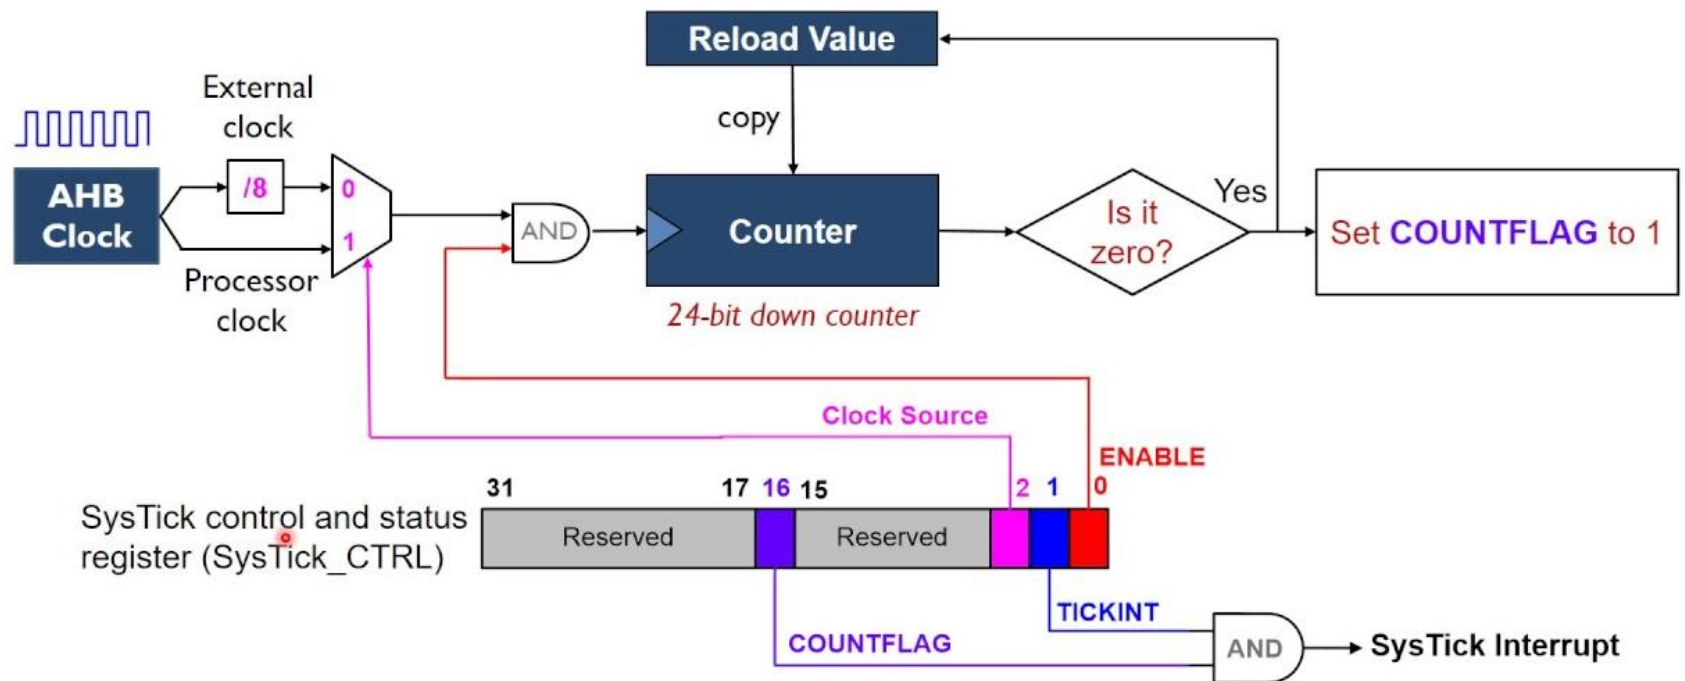 Reload Value
External
clock
copy
AHB
Clock
/8
0
1
Processor
clock
AND
Counter
24-bit down counter
Is it
zero?
Yes
Set COUNTFLAG to 1
Clock Source
ENABLE
31
17
16
15
2
1
0
SysTick control and status
register (SysTick_CTRL)
Reserved
Reserved
TICKINT
COUNTFLAG
AND
SysTick Interrupt